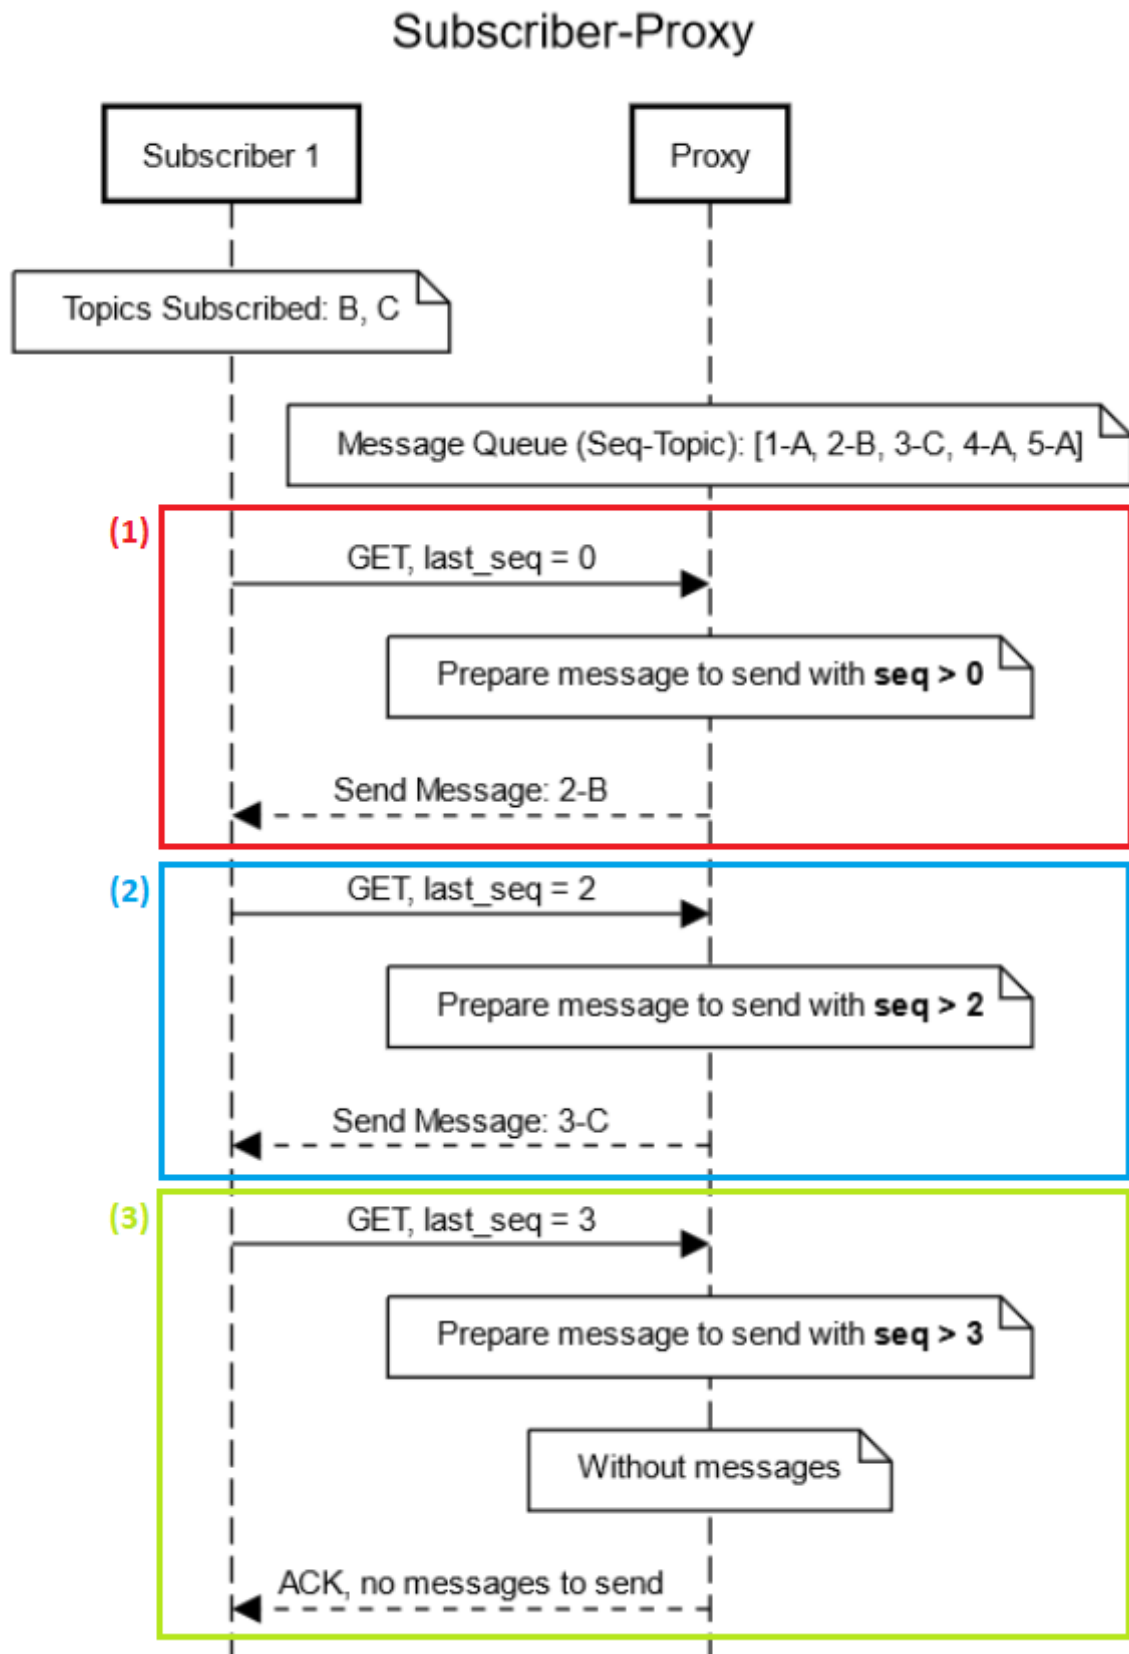 Subscriber-Proxy
Subscriber 1
Proxy
Topics Subscribed: B, C
Message Queue (Seq-Topic): [1-A, 2-B, 3-C, 4-A, 5-A]
(1)
GET, last_seq = 0
Prepare message to send with seq > 0
Send Message: 2-B
(2)
GET, last_seq = 2
Prepare message to send with seq > 2
Send Message: 3-C
(3)
GET, last_seq = 3
Prepare message to send with seq > 3
Without messages
ACK, no messages to send